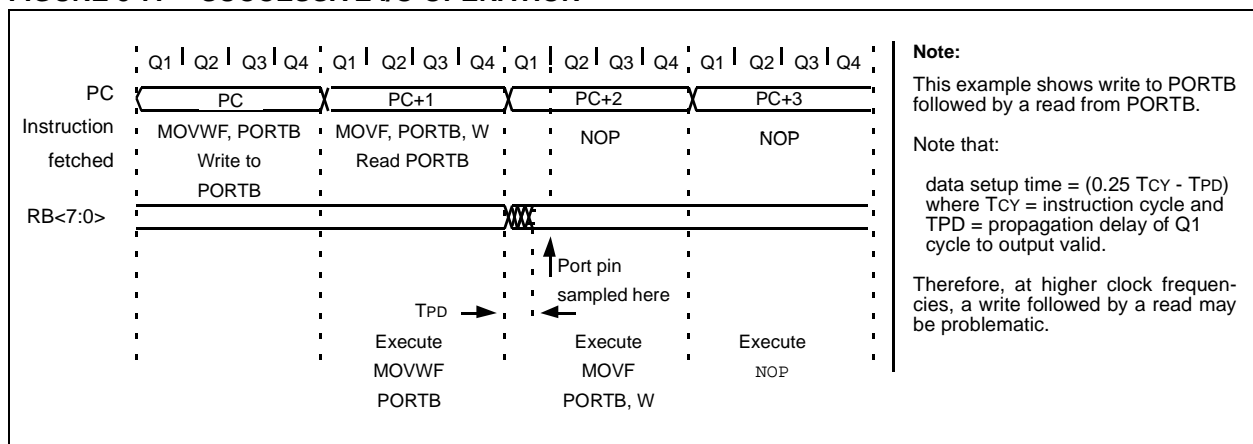 Q1 Q2 Q3 Q4 Q1 Q2 Q3 Q4 Q1 Q2 Q3 Q4 Q1 Q2 Q3 Q4
PC PC PC+1 PC+2 PC+3
Instruction
fetched
MOVWF, PORTB
Write to
PORTB
MOVF, PORTB, W
Read PORTB
NOP
NOP
RB<7:0>
Port pin
sampled here
TPD
Execute
MOVWF
PORTB
Execute
MOVF
PORTB, W
Execute
NOP
Note:
This example shows write to PORTB
followed by a read from PORTB.
Note that:
data setup time = (0.25 TCY - TPD)
where TCY = instruction cycle and
TPD = propagation delay of Q1
cycle to output valid.
Therefore, at higher clock frequen-
cies, a write followed by a read may
be problematic.